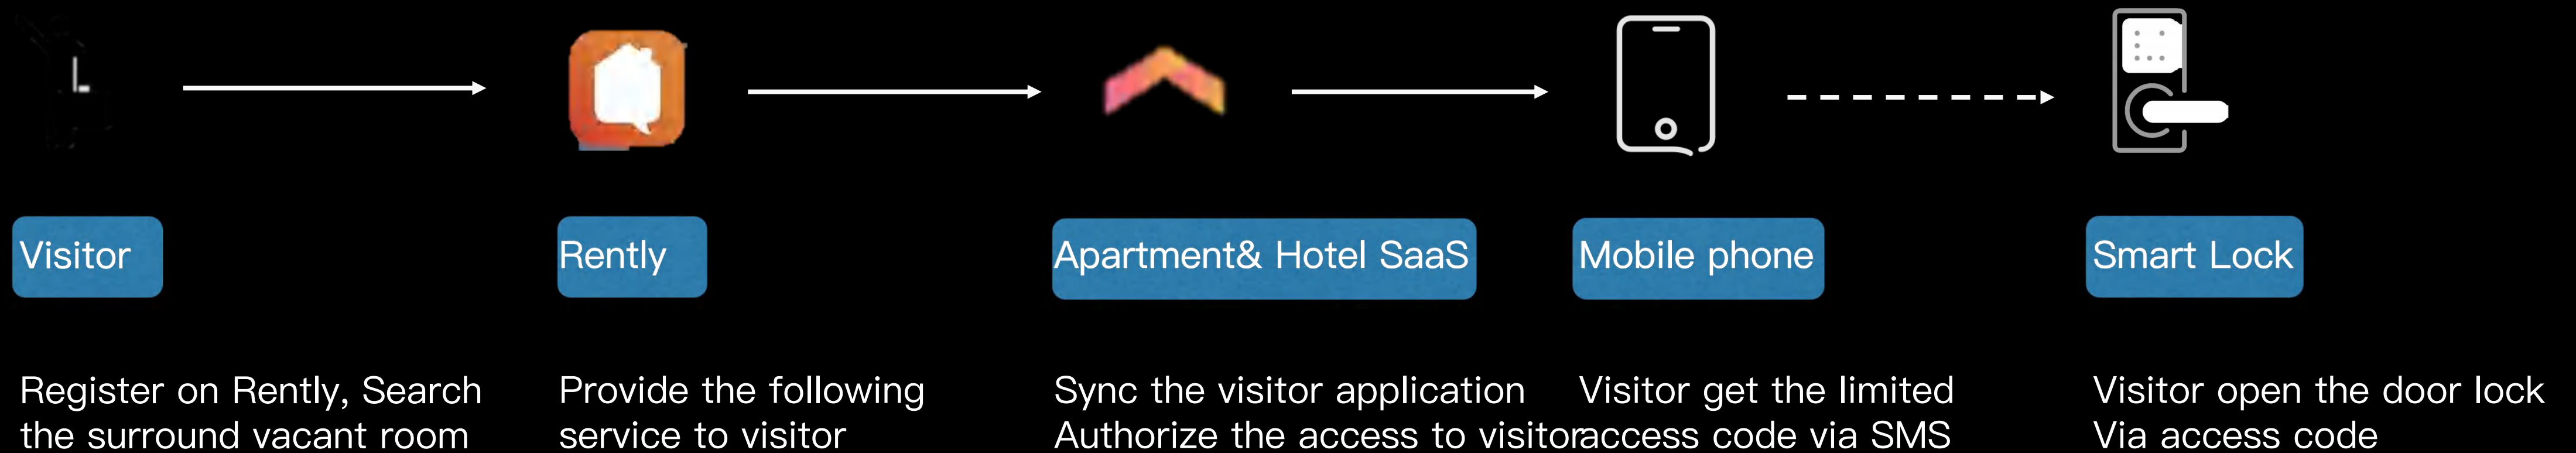 Visitor
Rently
Apartment& Hotel SaaS
Mobile phone
Smart Lock
Register on Rently, Search
the surround vacant room
Provide the following
service to visitor
Sync the visitor application
Authorize the access to visitor
Visitor get the limited
access code via SMS
Visitor open the door lock
Via access code